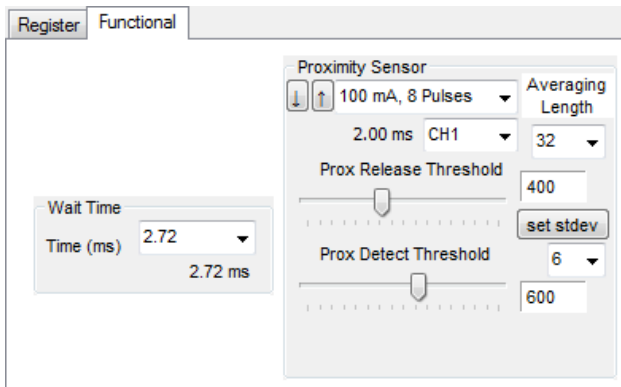 Register
Functional
Proximity Sensor
↓ ↑ 100 mA, 8 Pulses
Averaging
Length
2.00 ms CH1
32
Prox Release Threshold
400
set stdev
Prox Detect Threshold
6
600
Wait Time
Time (ms) 2.72
2.72 ms